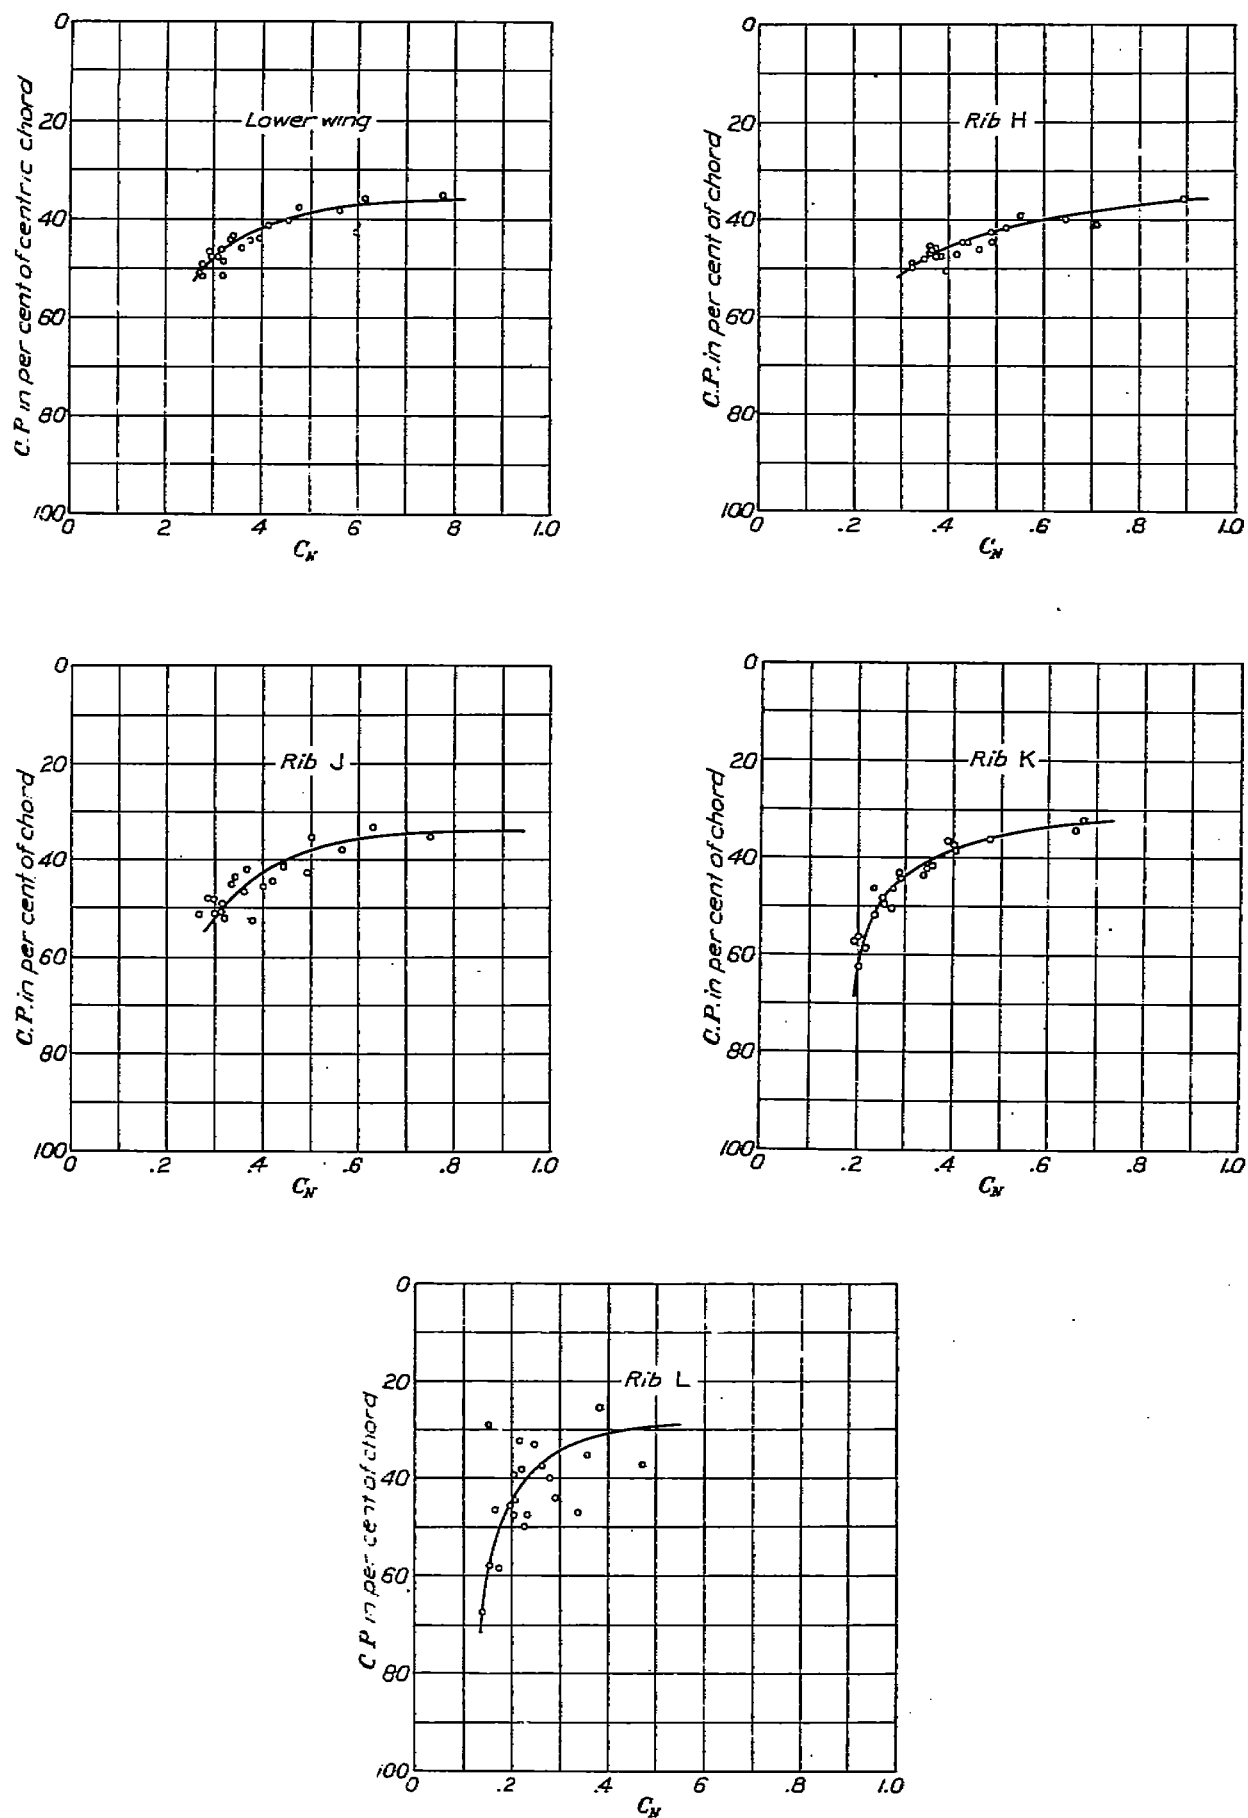 0
20
40
60
80
100
C.P. in per cent of centric chord
Lower wing
0 .2 .4 .6 .8 1.0
C_N
0
20
40
60
80
100
C.P. in per cent of chord
Rib H
0 .2 .4 .6 .8 1.0
C_N
0
20
40
60
80
100
C.P. in per cent of chord
Rib J
0 .2 .4 .6 .8 1.0
C_N
0
20
40
60
80
100
C.P. in per cent of chord
Rib K
0 .2 .4 .6 .8 1.0
C_N
0
20
40
60
80
100
C P in per cent of chord
Rib L
0 .2 .4 6 .8 1.0
C_N